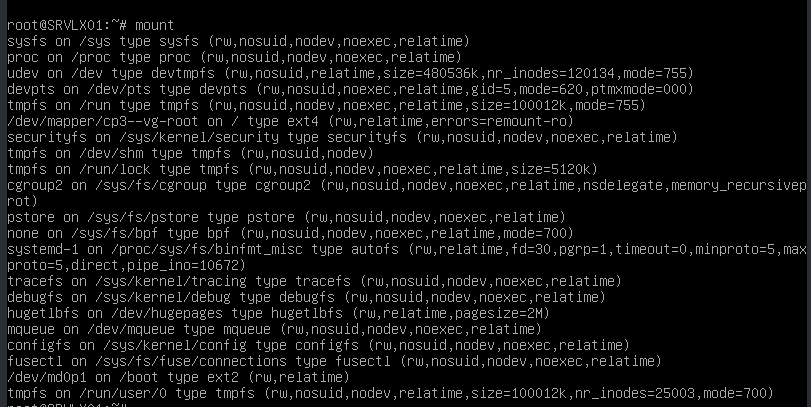 root@SRVLX01:~# mount
sysfs on /sys type sysfs (rw,nosuid,nodev,noexec,relatime)
proc on /proc type proc (rw,nosuid,nodev,noexec,relatime)
udev on /dev type devtmpfs (rw,nosuid,relatime,size=480536k,nr_inodes=120134,mode=755)
devpts on /dev/pts type devpts (rw,nosuid,noexec,relatime,gid=5,mode=620,ptmxmode=000)
tmpfs on /run type tmpfs (rw,nosuid,nodev,noexec,relatime,size=100012k,mode=755)
/dev/mapper/cp3--vg-root on / type ext4 (rw,relatime,errors=remount-ro)
securityfs on /sys/kernel/security type securityfs (rw,nosuid,nodev,noexec,relatime)
tmpfs on /dev/shm type tmpfs (rw,nosuid,nodev)
tmpfs on /run/lock type tmpfs (rw,nosuid,nodev,noexec,relatime,size=5120k)
cgroup2 on /sys/fs/cgroup type cgroup2 (rw,nosuid,nodev,noexec,relatime,nsdelegate,memory_recursivep
rot)
pstore on /sys/fs/pstore type pstore (rw,nosuid,nodev,noexec,relatime)
none on /sys/fs/bpf type bpf (rw,nosuid,nodev,noexec,relatime,mode=700)
systemd-1 on /proc/sys/fs/binfmt_misc type autofs (rw,relatime,fd=30,pgrp=1,timeout=0,minproto=5,max
proto=5,direct,pipe_ino=10672)
tracefs on /sys/kernel/tracing type tracefs (rw,nosuid,nodev,noexec,relatime)
debugfs on /sys/kernel/debug type debugfs (rw,nosuid,nodev,noexec,relatime)
hugetlbfs on /dev/hugepages type hugetlbfs (rw,relatime,pagesize=2M)
mqueue on /dev/mqueue type mqueue (rw,nosuid,nodev,noexec,relatime)
configfs on /sys/kernel/config type configfs (rw,nosuid,nodev,noexec,relatime)
fusectl on /sys/fs/fuse/connections type fusectl (rw,nosuid,nodev,noexec,relatime)
/dev/md0p1 on /boot type ext2 (rw,relatime)
tmpfs on /run/user/0 type tmpfs (rw,nosuid,nodev,relatime,size=100012k,nr_inodes=25003,mode=700)
root@SRVLX01:~#